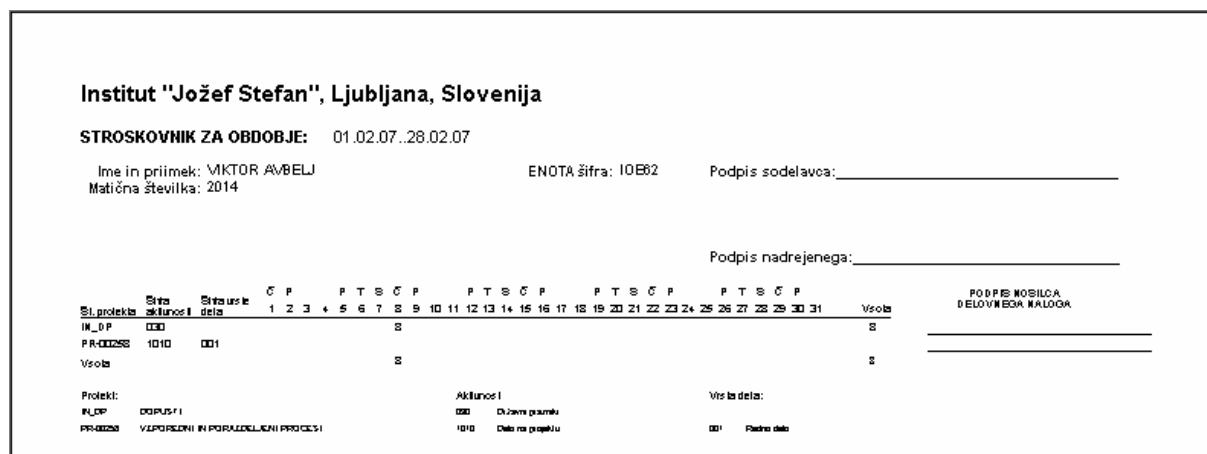 Institut "Jožef Stefan", Ljubljana, Slovenija
STROSKOVNIK ZA OBDOBJE: 01.02.07..28.02.07
Ime in priimek: VIKTOR AVBELJ ENOTA šifra: IOE62 Podpis sodelavca:
Matična številka: 2014
Podpis nadrejenega:
Č P P T S Č P P T S Č P P T S Č P P T S Č P PODPIS NOSILCA
Št. projekta Šifra aktivnosti Šifra vrste dela 1 2 3 4 5 6 7 8 9 10 11 12 13 14 15 16 17 18 19 20 21 22 23 24 25 26 27 28 29 30 31 Vsota DELOVNEGA NALOGA
IN_DP 030 8 8
PR-00258 1010 001
Vsota 8 8
Projekt: Aktivnost Vrsta dela:
IN_DP DOPUSTI 030 Državni prazniki
PR-00258 VZPOREDNI IN PORAZDELJENI PROCESI 1010 Delo na projektu 001 Redno delo